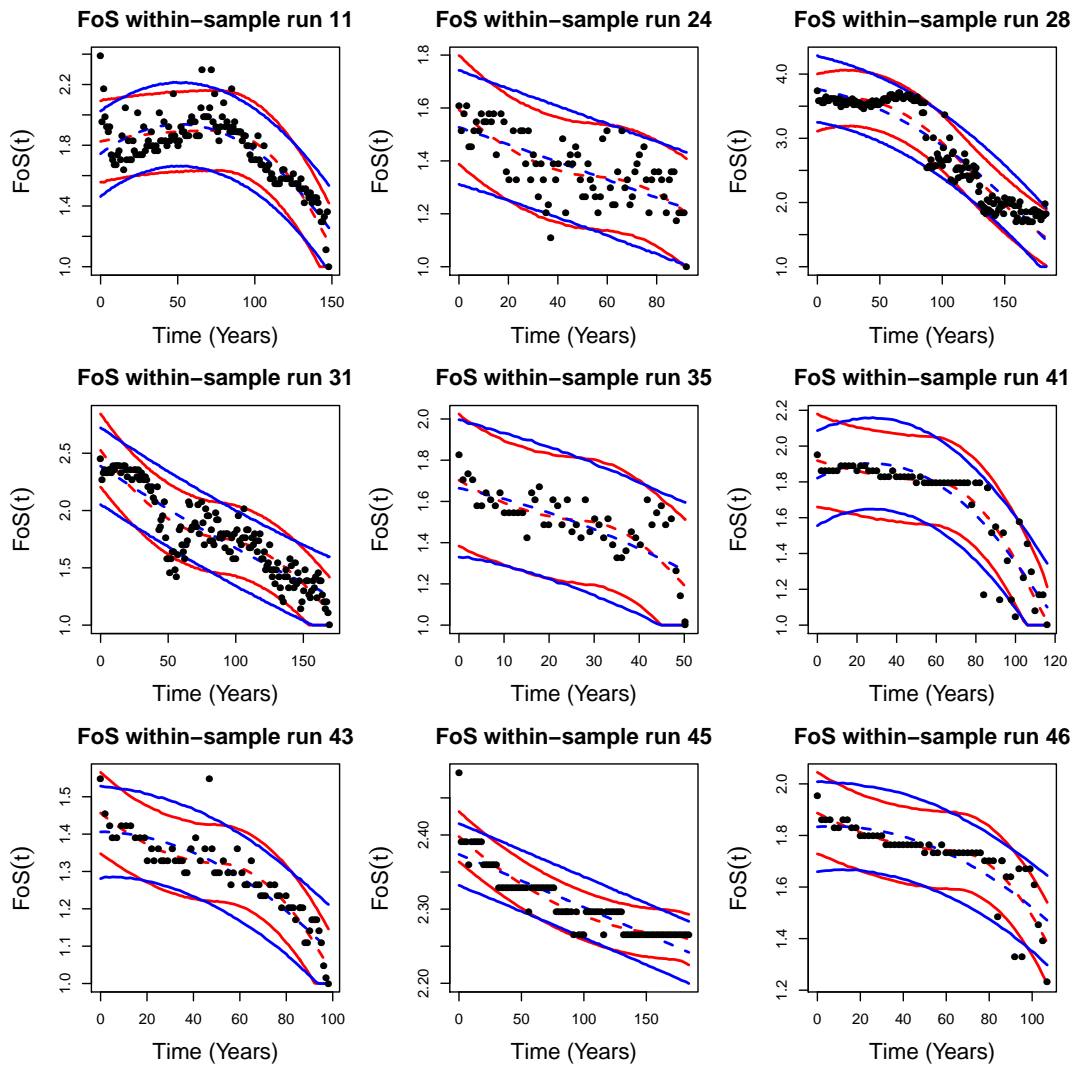 FoS within−sample run 11
FoS(t)
1.0 1.4 1.8 2.2
0 50 100 150
Time (Years)
FoS within−sample run 24
FoS(t)
1.0 1.2 1.4 1.6 1.8
0 20 40 60 80
Time (Years)
FoS within−sample run 28
FoS(t)
1.0 2.0 3.0 4.0
0 50 100 150
Time (Years)
FoS within−sample run 31
FoS(t)
1.0 1.5 2.0 2.5
0 50 100 150
Time (Years)
FoS within−sample run 35
FoS(t)
1.0 1.2 1.4 1.6 1.8 2.0
0 10 20 30 40 50
Time (Years)
FoS within−sample run 41
FoS(t)
1.0 1.2 1.4 1.6 1.8 2.0 2.2
0 20 40 60 80 100 120
Time (Years)
FoS within−sample run 43
FoS(t)
1.0 1.1 1.2 1.3 1.4 1.5
0 20 40 60 80 100
Time (Years)
FoS within−sample run 45
FoS(t)
2.20 2.30 2.40
0 50 100 150
Time (Years)
FoS within−sample run 46
FoS(t)
1.2 1.4 1.6 1.8 2.0
0 20 40 60 80 100
Time (Years)